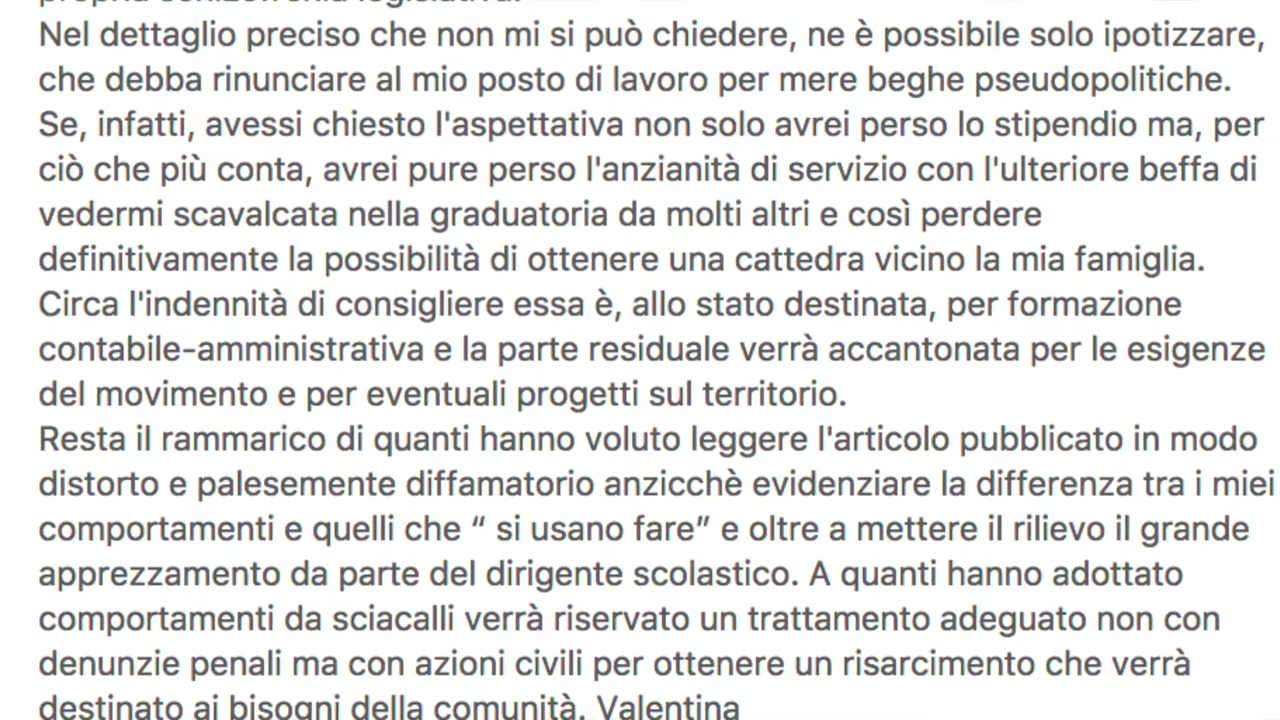 propria schizofrenia legislativa.
Nel dettaglio preciso che non mi si può chiedere, ne è possibile solo ipotizzare,
che debba rinunciare al mio posto di lavoro per mere beghe pseudopolitiche.
Se, infatti, avessi chiesto l'aspettativa non solo avrei perso lo stipendio ma, per
ciò che più conta, avrei pure perso l'anzianità di servizio con l'ulteriore beffa di
vedermi scavalcata nella graduatoria da molti altri e così perdere
definitivamente la possibilità di ottenere una cattedra vicino la mia famiglia.
Circa l'indennità di consigliere essa è, allo stato destinata, per formazione
contabile-amministrativa e la parte residuale verrà accantonata per le esigenze
del movimento e per eventuali progetti sul territorio.
Resta il rammarico di quanti hanno voluto leggere l'articolo pubblicato in modo
distorto e palesemente diffamatorio anzicchè evidenziare la differenza tra i miei
comportamenti e quelli che “ si usano fare” e oltre a mettere il rilievo il grande
apprezzamento da parte del dirigente scolastico. A quanti hanno adottato
comportamenti da sciacalli verrà riservato un trattamento adeguato non con
denunzie penali ma con azioni civili per ottenere un risarcimento che verrà
destinato ai bisogni della comunità. Valentina